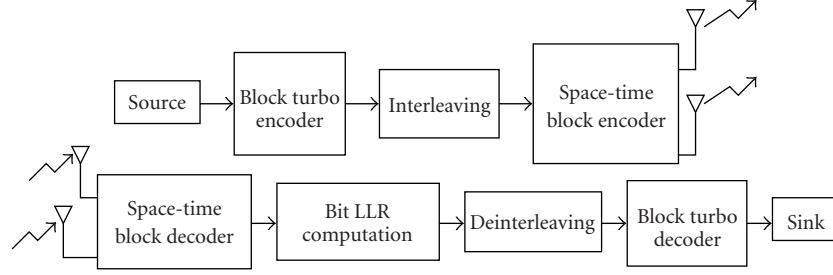 Source
Block turbo
encoder
Interleaving
Space-time
block encoder
Space-time
block decoder
Bit LLR
computation
Deinterleaving
Block turbo
decoder
Sink